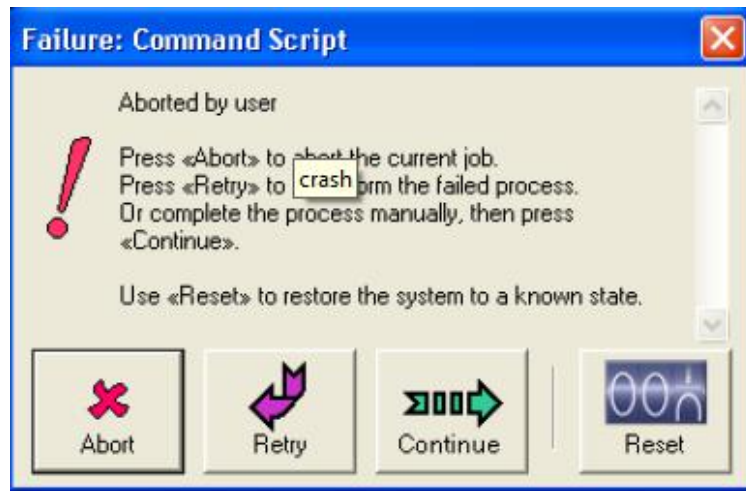 Failure: Command Script
Aborted by user
Press «Abort» to abort the current job.
Press «Retry» to crash orm the failed process.
Or complete the process manually, then press
«Continue».
Use «Reset» to restore the system to a known state.
Abort
Retry
Continue
Reset